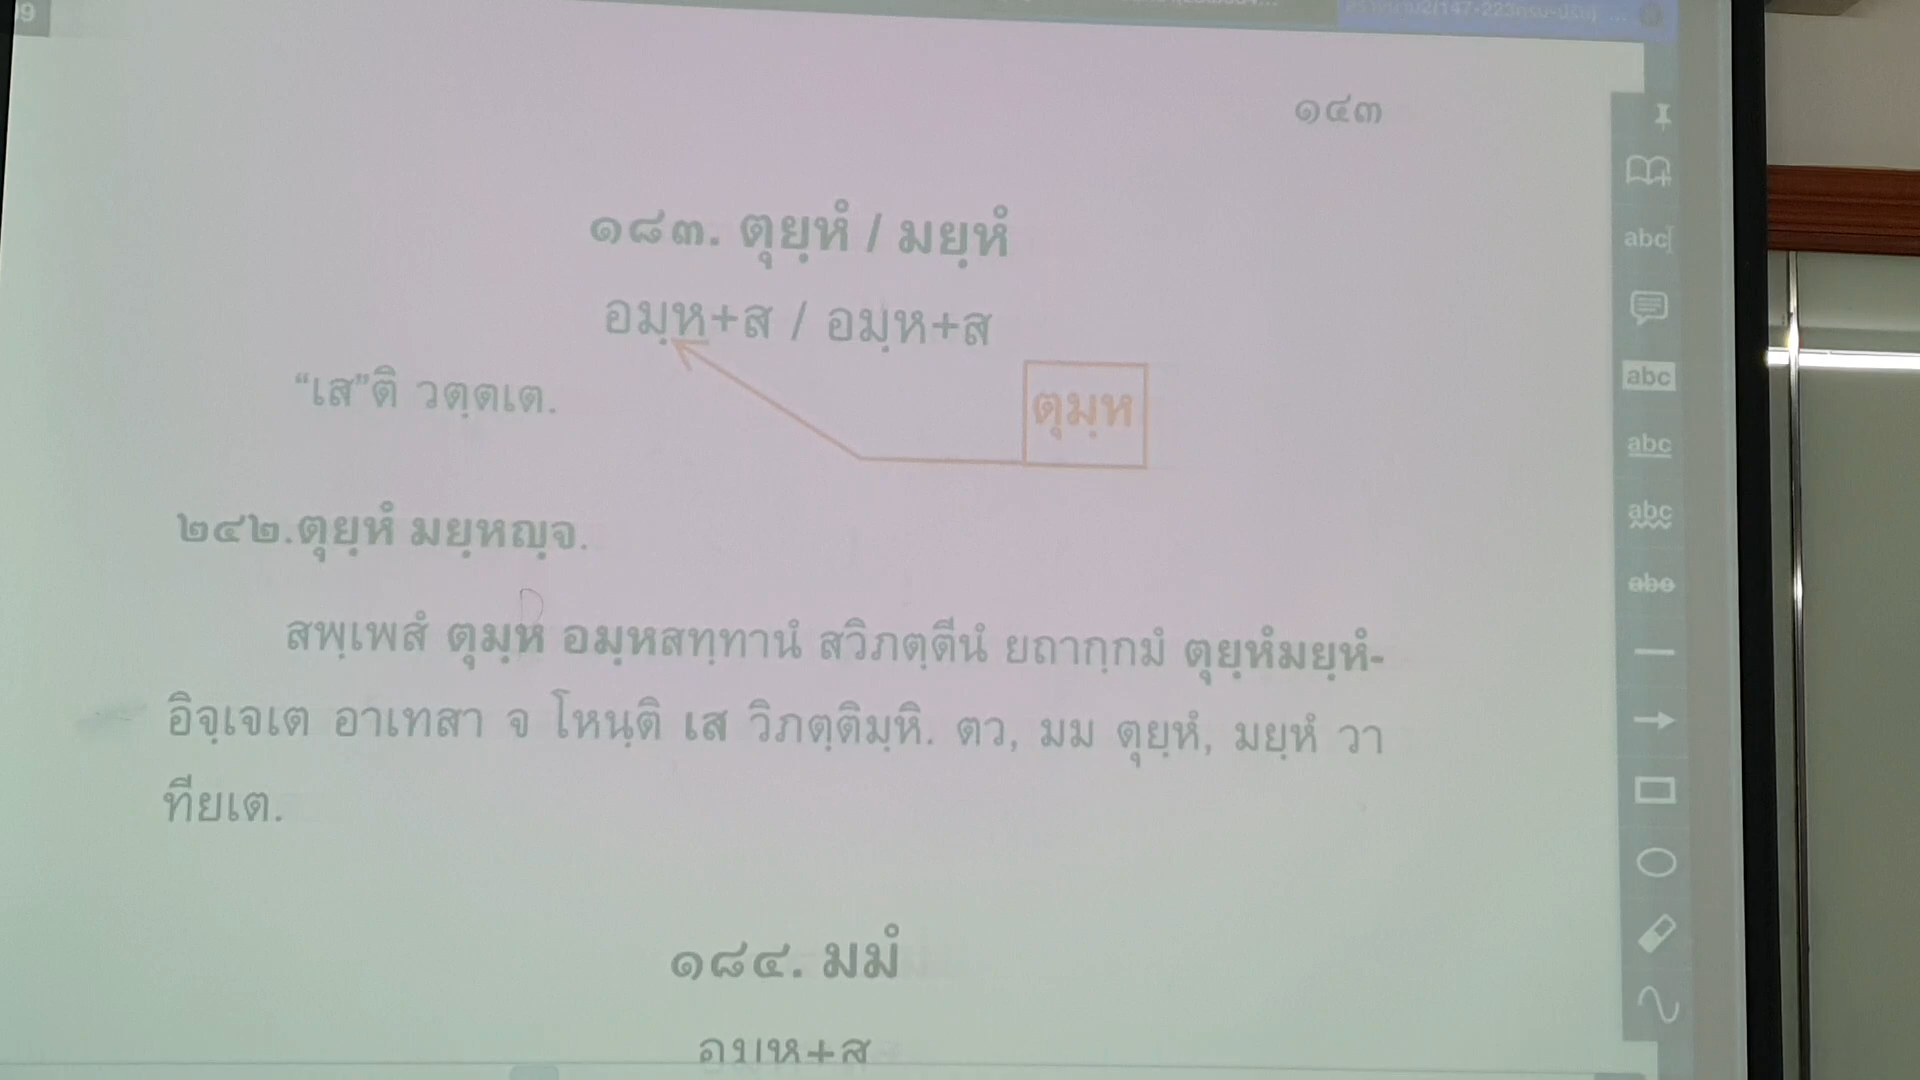 ๑๔๓
๑๘๓. ตุยฺหํ / มยฺหํ
อมฺห+ส / อมฺห+ส
“เส”ติ วตฺตเต.
ตุมฺห
๒๔๒.ตุยฺหํ มยฺหญฺจ.
สพฺเพสํ ตุมฺห อมฺหสทฺทานํ สวิภตฺตีนํ ยถากฺกมํ ตุยฺหํมยฺหํ-
อิจฺเจเต อาเทสา จ โหนฺติ เส วิภตฺติมฺหิ. ตว, มม ตุยฺหํ, มยฺหํ วา
ทียเต.
๑๘๔. มมํ
อมฺห+ส
abc
abc
abc
abc
abc